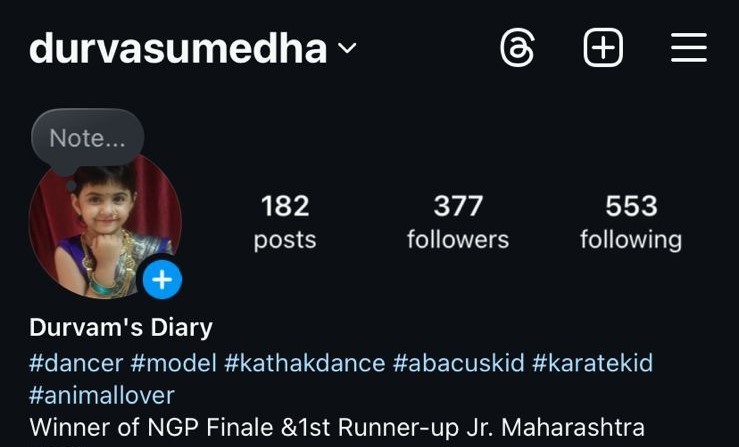 durvasumedha
Note...
182 377 553
posts followers following
Durvam's Diary
#dancer #model #kathakdance #abacuskid #karatekid
#animallover
Winner of NGP Finale &1st Runner-up Jr. Maharashtra